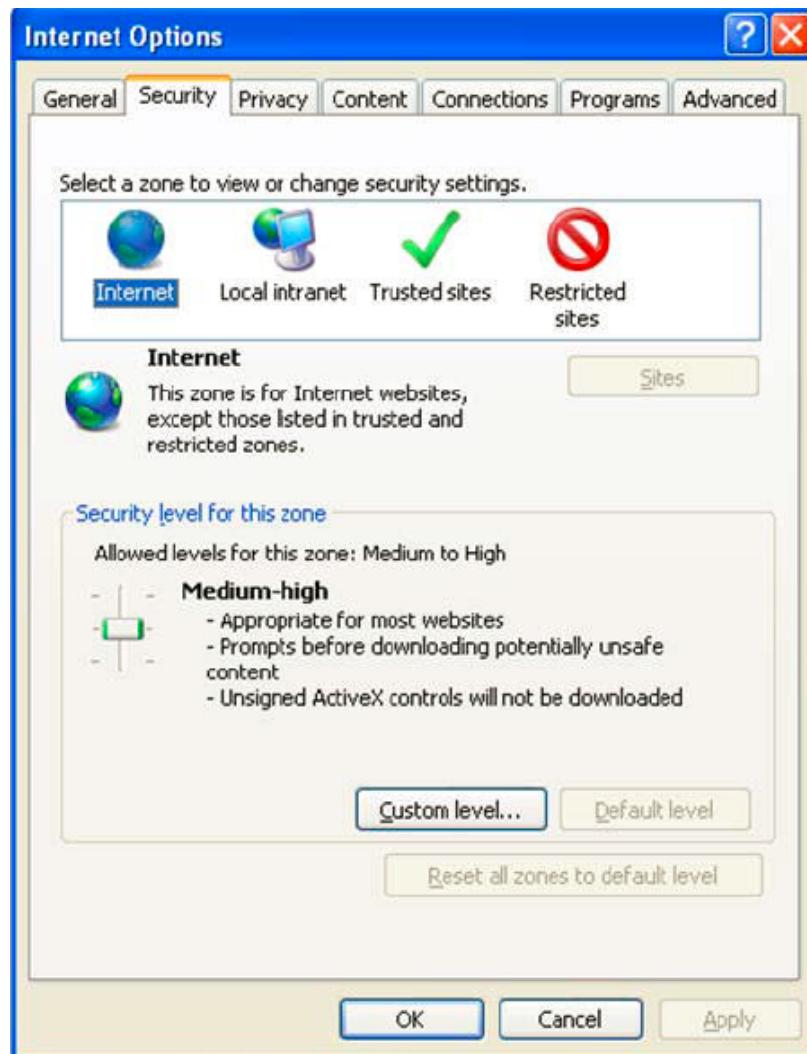 Internet Options
General Security Privacy Content Connections Programs Advanced
Select a zone to view or change security settings.
Internet Local intranet Trusted sites Restricted
sites
Internet
Sites
This zone is for Internet websites,
except those listed in trusted and
restricted zones.
Security level for this zone
Allowed levels for this zone: Medium to High
Medium-high
- Appropriate for most websites
- Prompts before downloading potentially unsafe
content
- Unsigned ActiveX controls will not be downloaded
Custom level... Default level
Reset all zones to default level
OK Cancel Apply